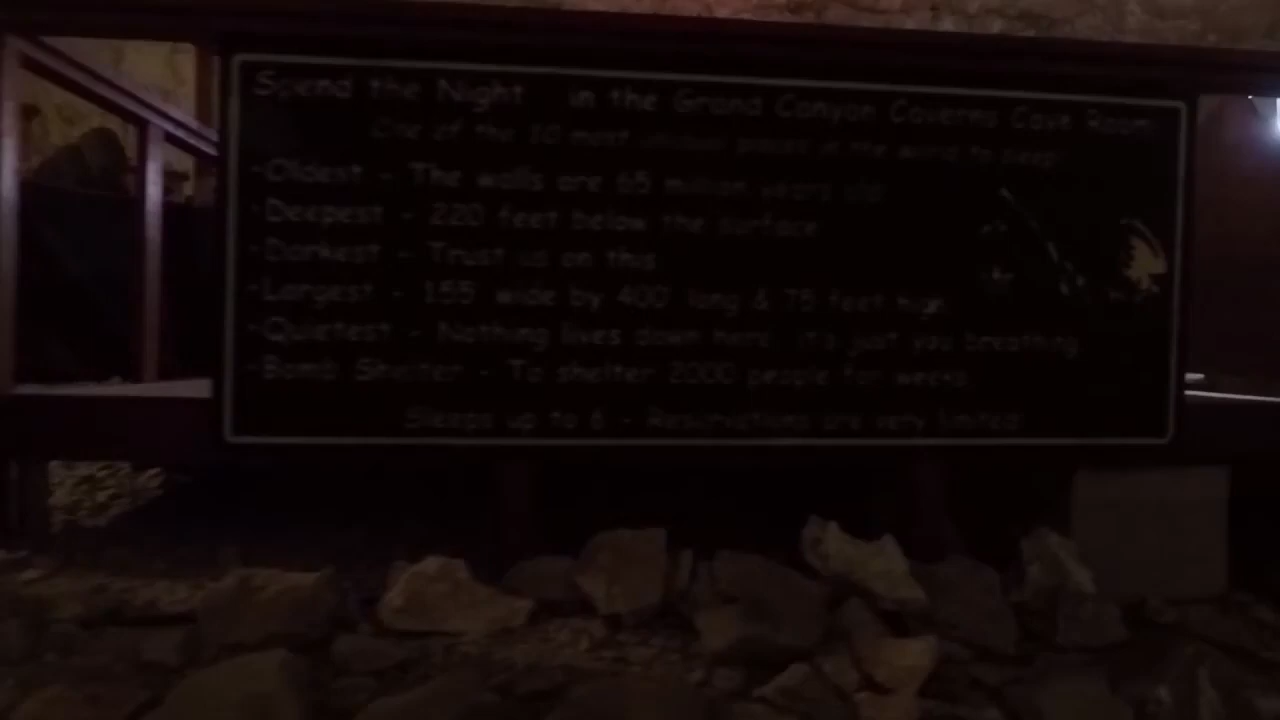 Spend the Night in the Grand Canyon Caverns Cave Room
One of the 10 most places in the world to sleep
-Oldest - The walls are 65 million years old
-Deepest - 220 feet below the surface
-Darkest - Trust us on this
-Largest - 155' wide by 400' long & 75 feet high
-Quietest - Nothing lives down here, it's just you breathing
-Bomb Shelter - To shelter 2000 people for weeks
Sleeps up to 6 - Reservations are very limited